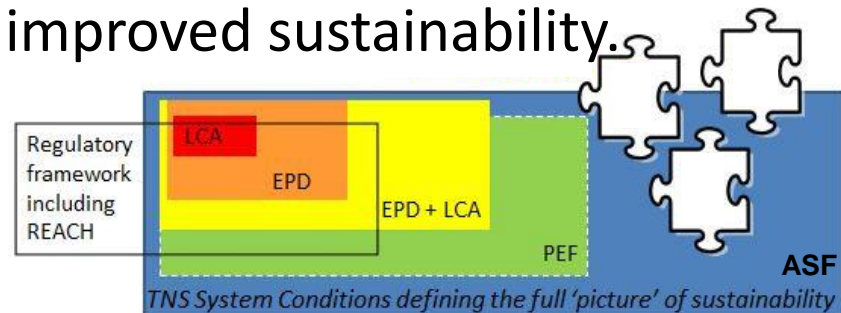 improved sustainability.
Regulatory
framework
including
REACH
LCA
EPD
EPD + LCA
PEF
ASF
TNS System Conditions defining the full 'picture' of sustainability